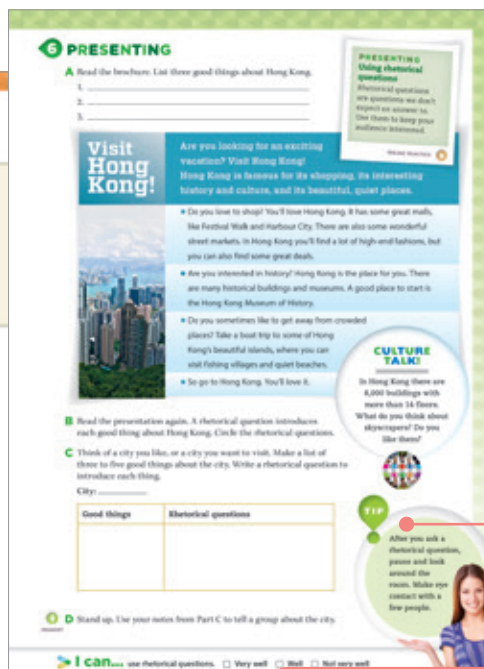 6 PRESENTING
A Read the brochure. List three good things about Hong Kong.
1.
2.
3.
PRESENTING
Using rhetorical
questions
Rhetorical questions
are questions we don't
expect an answer to.
Use them to keep your
audience interested.
ONLINE PRACTICE
Visit
Hong
Kong!
Are you looking for an exciting
vacation? Visit Hong Kong!
Hong Kong is famous for its shopping, its interesting
history and culture, and its beautiful, quiet places.
Do you love to shop? You'll love Hong Kong. It has some great malls,
like Festival Walk and Harbour City. There are also some wonderful
street markets. In Hong Kong you'll find a lot of high-end fashions, but
you can also find some great deals.
Are you interested in history? Hong Kong is the place for you. There
are many historical buildings and museums. A good place to start is
the Hong Kong Museum of History.
Do you sometimes like to get away from crowded
places? Take a boat trip to some of Hong
Kong's beautiful islands, where you can
visit fishing villages and quiet beaches.
So go to Hong Kong. You'll love it.
CULTURE
TALK!
In Hong Kong there are
8,000 buildings with
more than 14 floors.
What do you think about
skyscrapers? Do you
like them?
B Read the presentation again. A rhetorical question introduces
each good thing about Hong Kong. Circle the rhetorical questions.
C Think of a city you like, or a city you want to visit. Make a list of
three to five good things about the city. Write a rhetorical question to
introduce each thing.
City:
Good things Rhetorical questions
TIP
After you ask a
rhetorical question,
pause and look
around the
room. Make eye
contact with a
few people.
D Stand up. Use your notes from Part C to tell a group about the city.
I can... use rhetorical questions. Very well Well Not very well